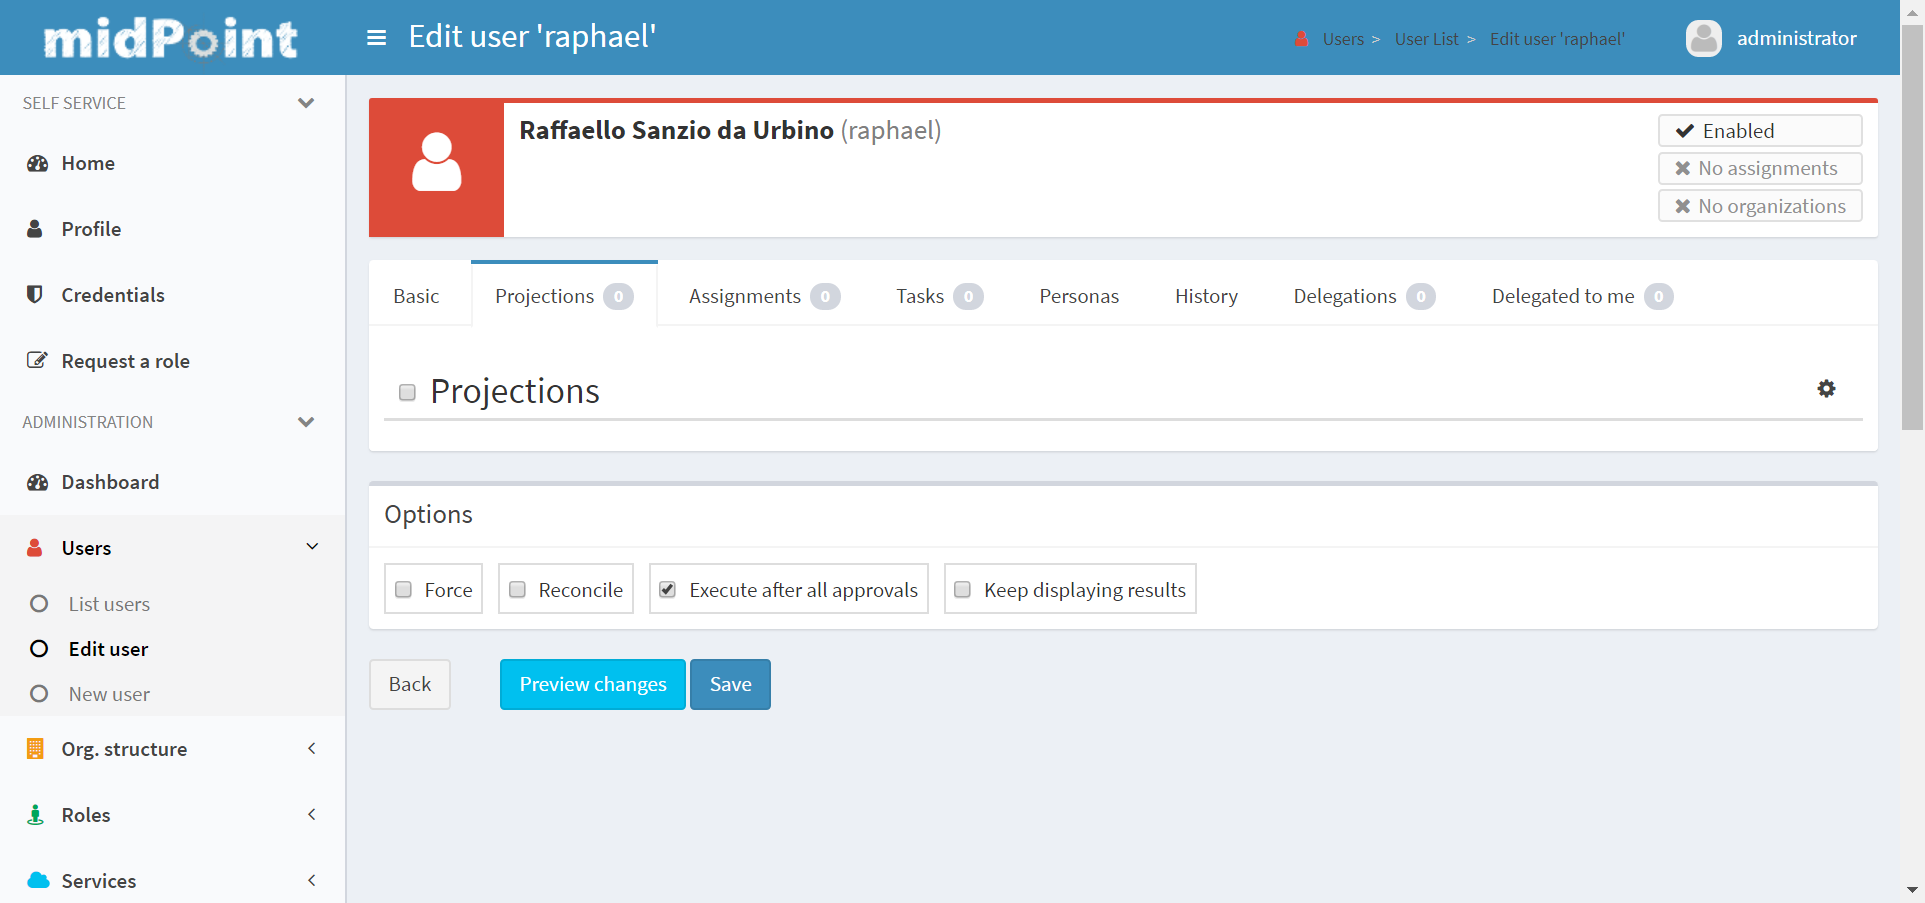 midPoint
Edit user 'raphael'
Users > User List > Edit user 'raphael'
administrator
SELF SERVICE
Home
Profile
Credentials
Request a role
ADMINISTRATION
Dashboard
Users
List users
Edit user
New user
Org. structure
Roles
Services
Raffaello Sanzio da Urbino (raphael)
Enabled
No assignments
No organizations
Basic Projections 0 Assignments 0 Tasks 0 Personas History Delegations 0 Delegated to me 0
Projections
Options
Force Reconcile Execute after all approvals Keep displaying results
Back Preview changes Save